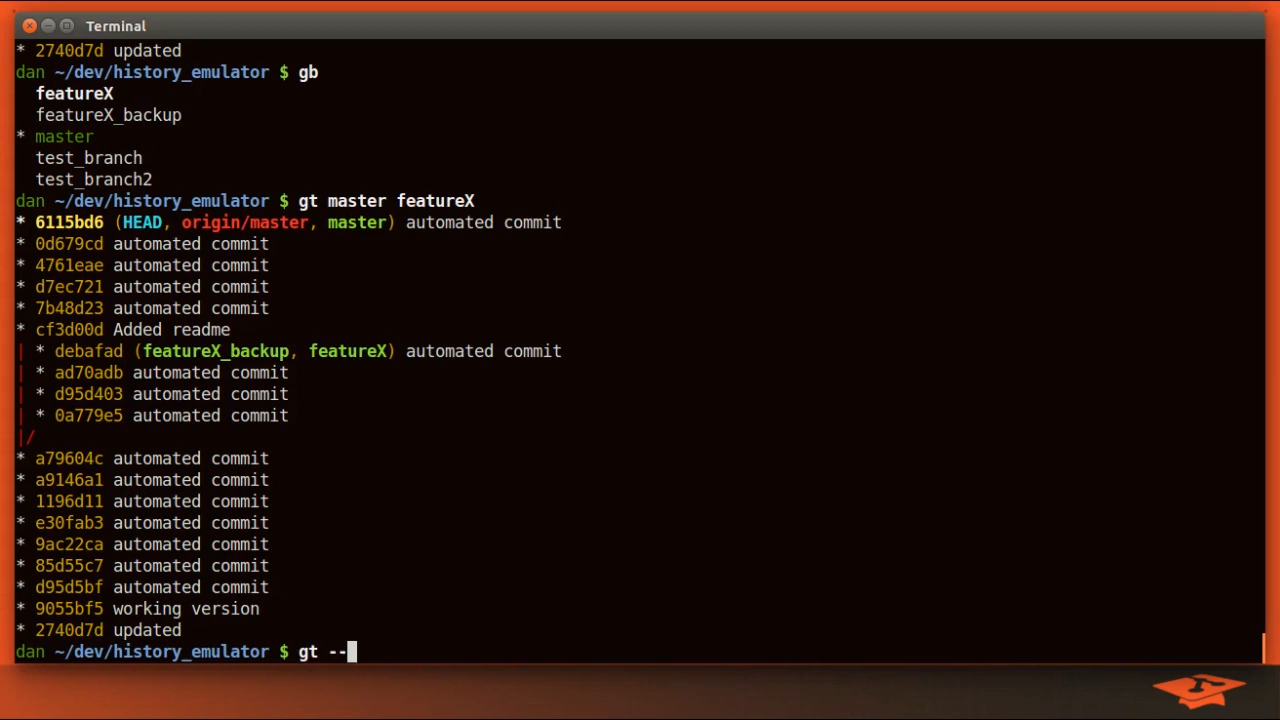 Terminal
* 2740d7d updated
dan ~/dev/history_emulator $ gb
featureX
featureX_backup
* master
test_branch
test_branch2
dan ~/dev/history_emulator $ gt master featureX
* 6115bd6 (HEAD, origin/master, master) automated commit
* 0d679cd automated commit
* 4761eae automated commit
* d7ec721 automated commit
* 7b48d23 automated commit
* cf3d00d Added readme
| * debafad (featureX_backup, featureX) automated commit
| * ad70adb automated commit
| * d95d403 automated commit
| * 0a779e5 automated commit
|/
* a79604c automated commit
* a9146a1 automated commit
* 1196d11 automated commit
* e30fab3 automated commit
* 9ac22ca automated commit
* 85d55c7 automated commit
* d95d5bf automated commit
* 9055bf5 working version
* 2740d7d updated
dan ~/dev/history_emulator $ gt --